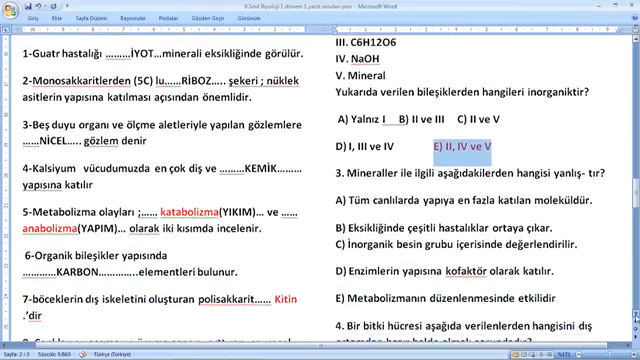 9.Sınıf Biyoloji 1.dönem 1.yazılı soruları yeni - Microsoft Word
Giriş Ekle Sayfa Düzeni Başvurular Postalar Gözden Geçir Görünüm
1-Guatr hastalığı ………İYOT…minerali eksikliğinde görülür.
2-Monosakkaritlerden (5C) lu……RİBOZ…. şekeri ; nüklek
asitlerin yapısına katılması açısından önemlidir.
3-Beş duyu organı ve ölçme aletleriyle yapılan gözlemlere
……NİCEL…. gözlem denir
4-Kalsiyum vücudumuzda en çok diş ve ………KEMİK……
yapısına katılır
5-Metabolizma olayları ;…… katabolizma(YIKIM)… ve ……
anabolizma(YAPIM)… olarak iki kısımda incelenir.
6-Organik bileşikler yapısında
…………KARBON…………..elementleri bulunur.
7-böceklerin dış iskeletini oluşturan polisakkarit…… Kitin
.’dir
III. C6H12O6
IV. NaOH
V. Mineral
Yukarıda verilen bileşiklerden hangileri inorganiktir?
A) Yalnız I B) II ve III C) II ve V
D) I, III ve IV E) II, IV ve V
3. Mineraller ile ilgili aşağıdakilerden hangisi yanlış- tır?
A) Tüm canlılarda yapıya en fazla katılan moleküldür.
B) Eksikliğinde çeşitli hastalıklar ortaya çıkar.
C) İnorganik besin grubu içerisinde değerlendirilir.
D) Enzimlerin yapısına kofaktör olarak katılır.
E) Metabolizmanın düzenlenmesinde etkilidir
4. Bir bitki hücresi aşağıda verilenlerden hangisini dış
Sayfa: 2 / 3 Sözcük: 5/865 Türkçe (Türkiye) %171